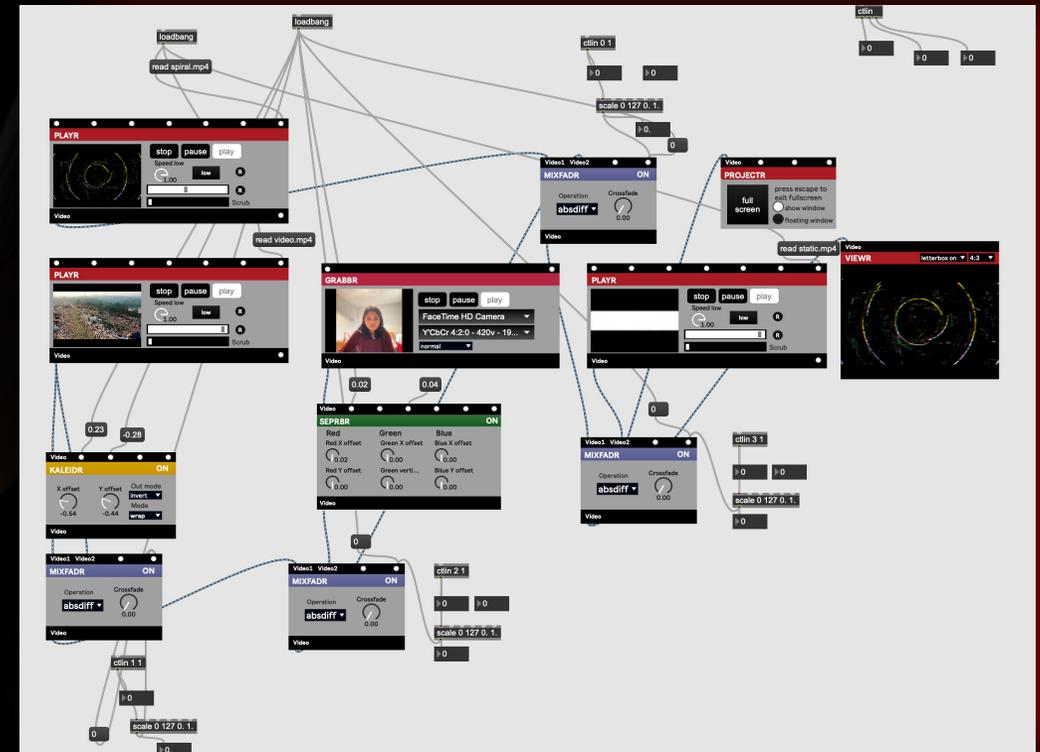 loadbang
loadbang
ctlin
read spiral.mp4
ctlin 0 1
0
0
0
0
0
scale 0 127 0. 1.
0.
0
PLAYR
stop pause play
Speed low
1.00
low
R
R
Scrub
Video
Video1 Video2
MIXFADR ON
Operation Crossfade
absdiff
0.00
Video
Video
PROJECTR
full screen
press escape to
exit fullscreen
show window
floating window
read video.mp4
read static.mp4
Video
VIEWR letterbox on 4:3
PLAYR
stop pause play
Speed low
1.00
low
R
R
Scrub
Video
GRABBR
stop pause play
FaceTime HD Camera
Y'CbCr 4:2:0 - 420v - 19...
normal
Video
PLAYR
stop pause play
Speed low
1.00
low
R
R
Scrub
Video
0.02
0.04
0
0.23
-0.28
Video
SEPR8R ON
Red Green Blue
Red X offset Green X offset Blue X offset
0.02 0.00 0.00
Red Y offset Green verti... Bllue Y offset
0.00 0.00 0.00
Video
Video1 Video2
MIXFADR ON
Operation Crossfade
absdiff
0.00
Video
ctlin 3 1
0
0
scale 0 127 0. 1.
0
Video
KALEIDR ON
X offset Y offset Out mode
invert
Mode
wrap
-0.54 -0.44
Video
0
Video1 Video2
MIXFADR ON
Operation Crossfade
absdiff
0.00
Video
Video1 Video2
MIXFADR ON
Operation Crossfade
absdiff
0.00
Video
ctlin 2 1
0
0
scale 0 127 0. 1.
0
ctlin 1 1
0
scale 0 127 0. 1.
0
0